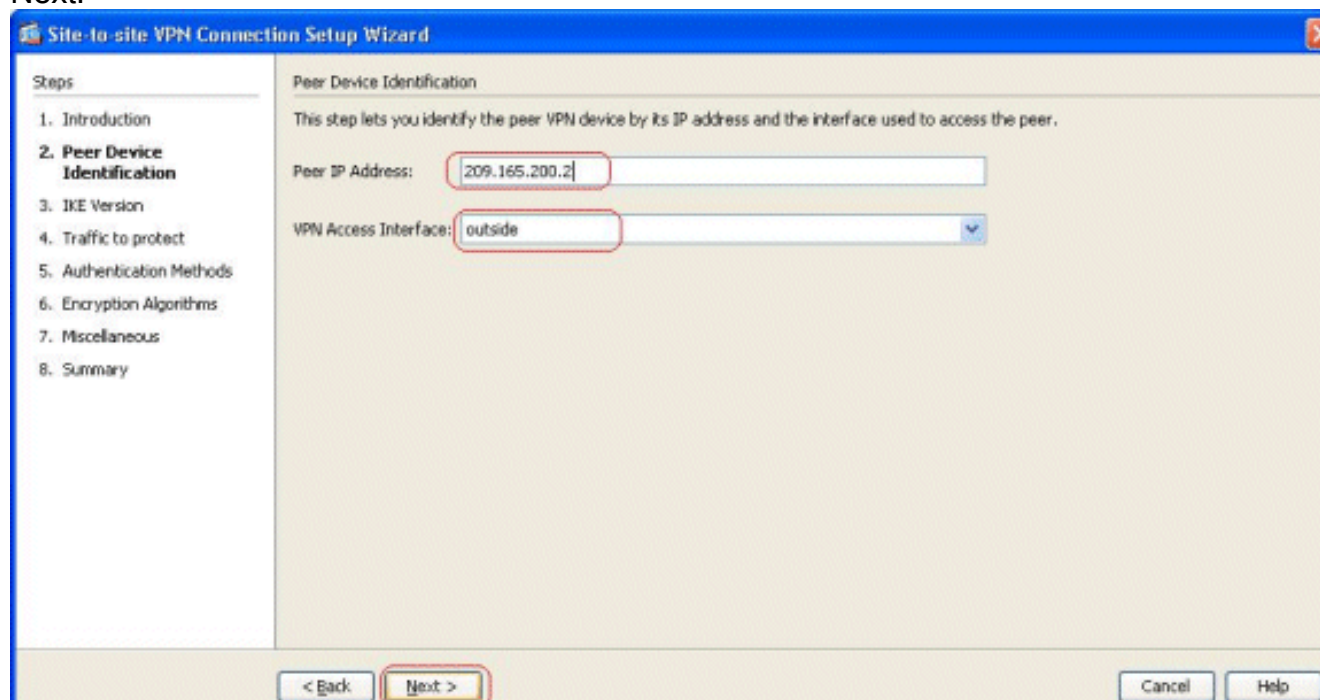 Next.
Site-to-site VPN Connection Setup Wizard
Steps
1. Introduction
2. Peer Device
Identification
3. IKE Version
4. Traffic to protect
5. Authentication Methods
6. Encryption Algorithms
7. Miscellaneous
8. Summary
Peer Device Identification
This step lets you identify the peer VPN device by its IP address and the interface used to access the peer.
Peer IP Address: 209.165.200.2
VPN Access Interface: outside
< Back Next > Cancel Help